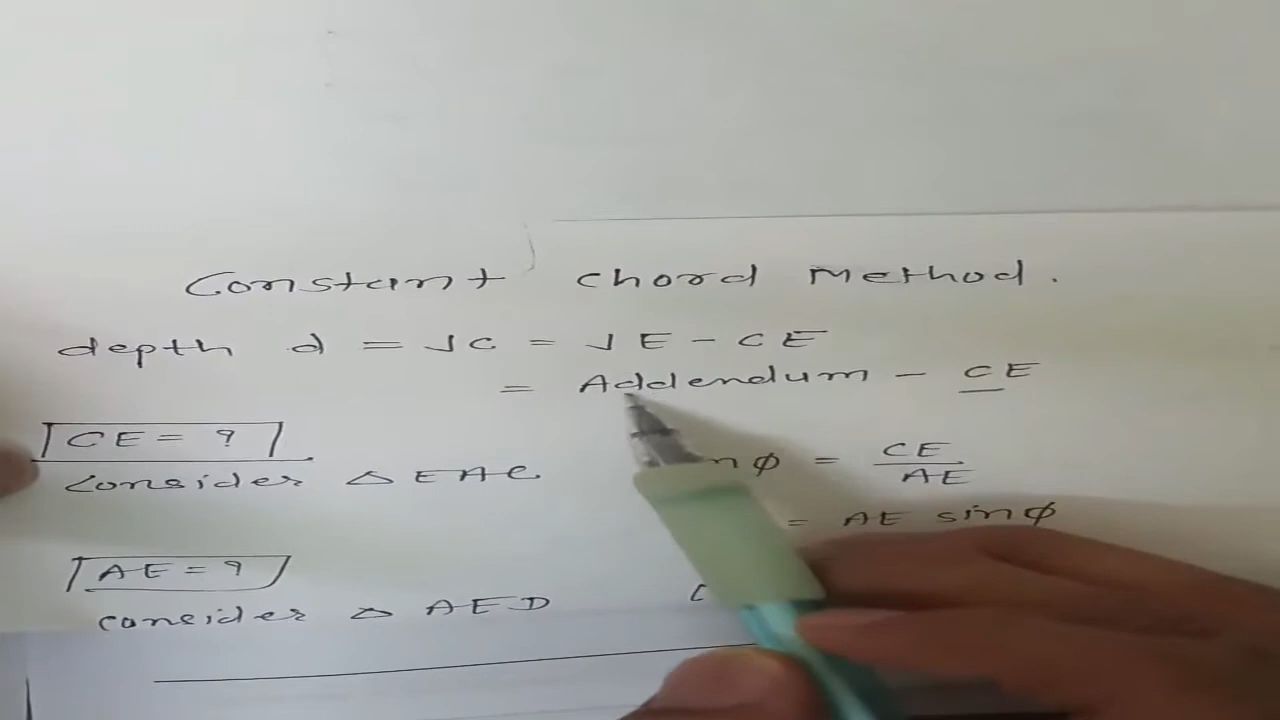 Constant chord Method.
depth d = JC = JE - CE
= Addendum - CE
CE = ?
consider △ EAC
φ = CE / AE
= AE sinφ
AE = ?
consider △ AED